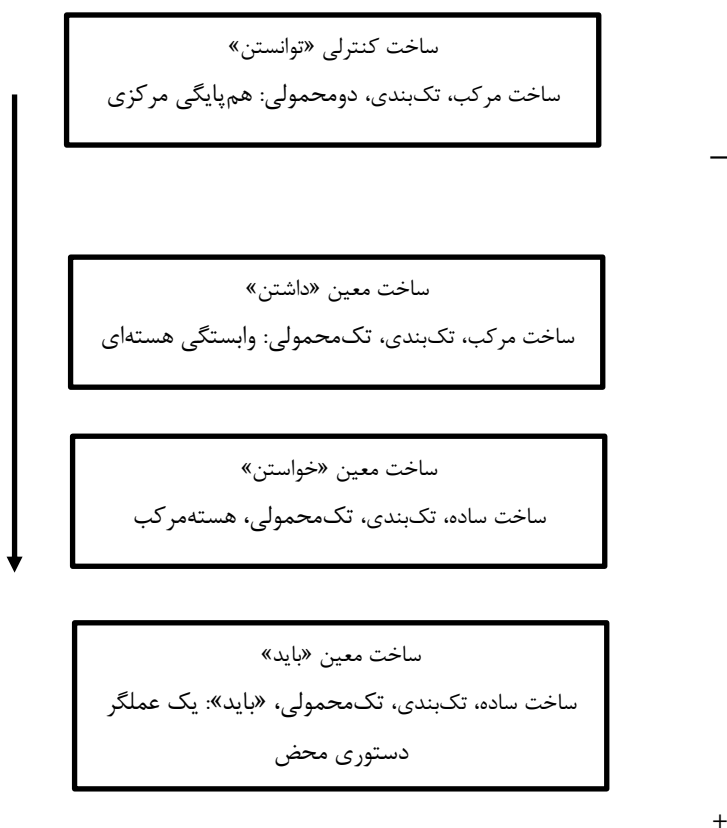 ساخت کنترلی «توانستن»
ساخت مرکب، تک‌بندی، دومحمولی: هم‌پایگی مرکزی
–
ساخت معین «داشتن»
ساخت مرکب، تک‌بندی، تک‌محمولی: وابستگی هسته‌ای
ساخت معین «خواستن»
ساخت ساده، تک‌بندی، تک‌محمولی، هسته‌مرکب
ساخت معین «باید»
ساخت ساده، تک‌بندی، تک‌محمولی، «باید»: یک عملگر
دستوری محض
+